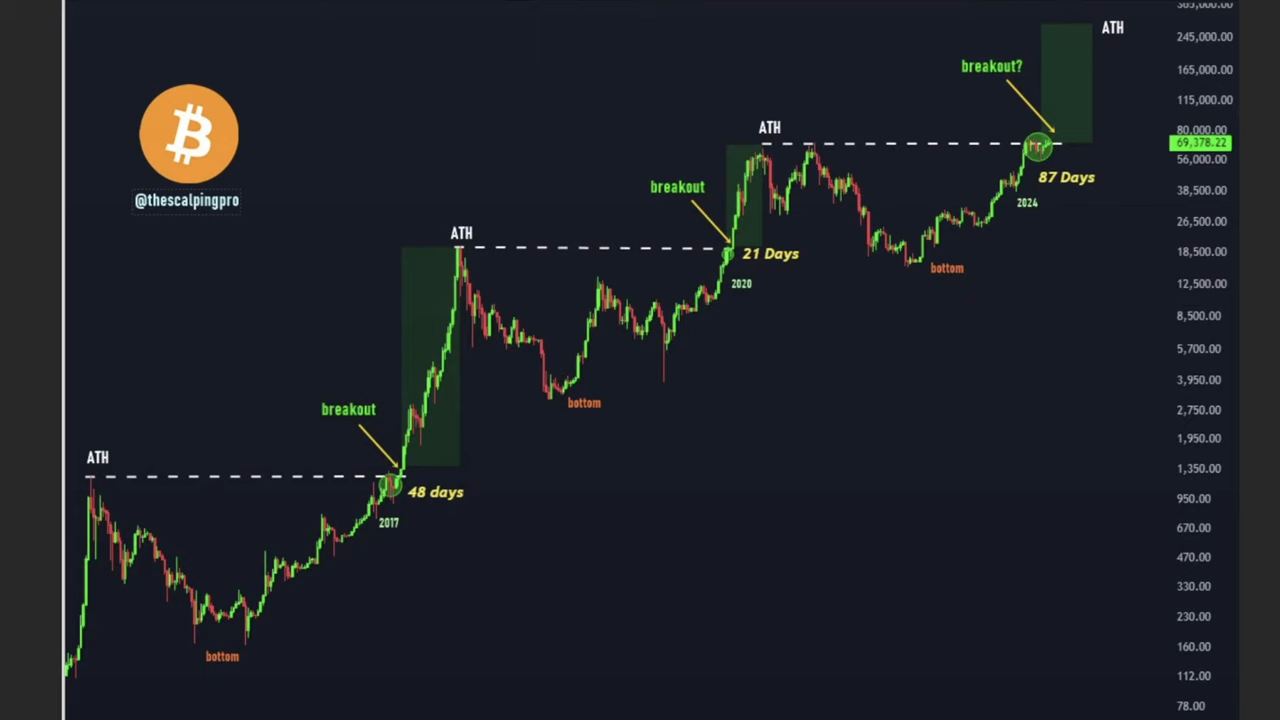 365,000.00
ATH
245,000.00
breakout?
165,000.00
115,000.00
ATH
80,000.00
69,378.22
56,000.00
87 Days
breakout
38,500.00
@thescalpingpro
2024
26,500.00
ATH
18,500.00
21 Days
bottom
2020
12,500.00
8,500.00
5,700.00
3,950.00
bottom
2,750.00
breakout
1,950.00
ATH
1,350.00
48 days
950.00
2017
670.00
470.00
330.00
230.00
160.00
bottom
112.00
78.00